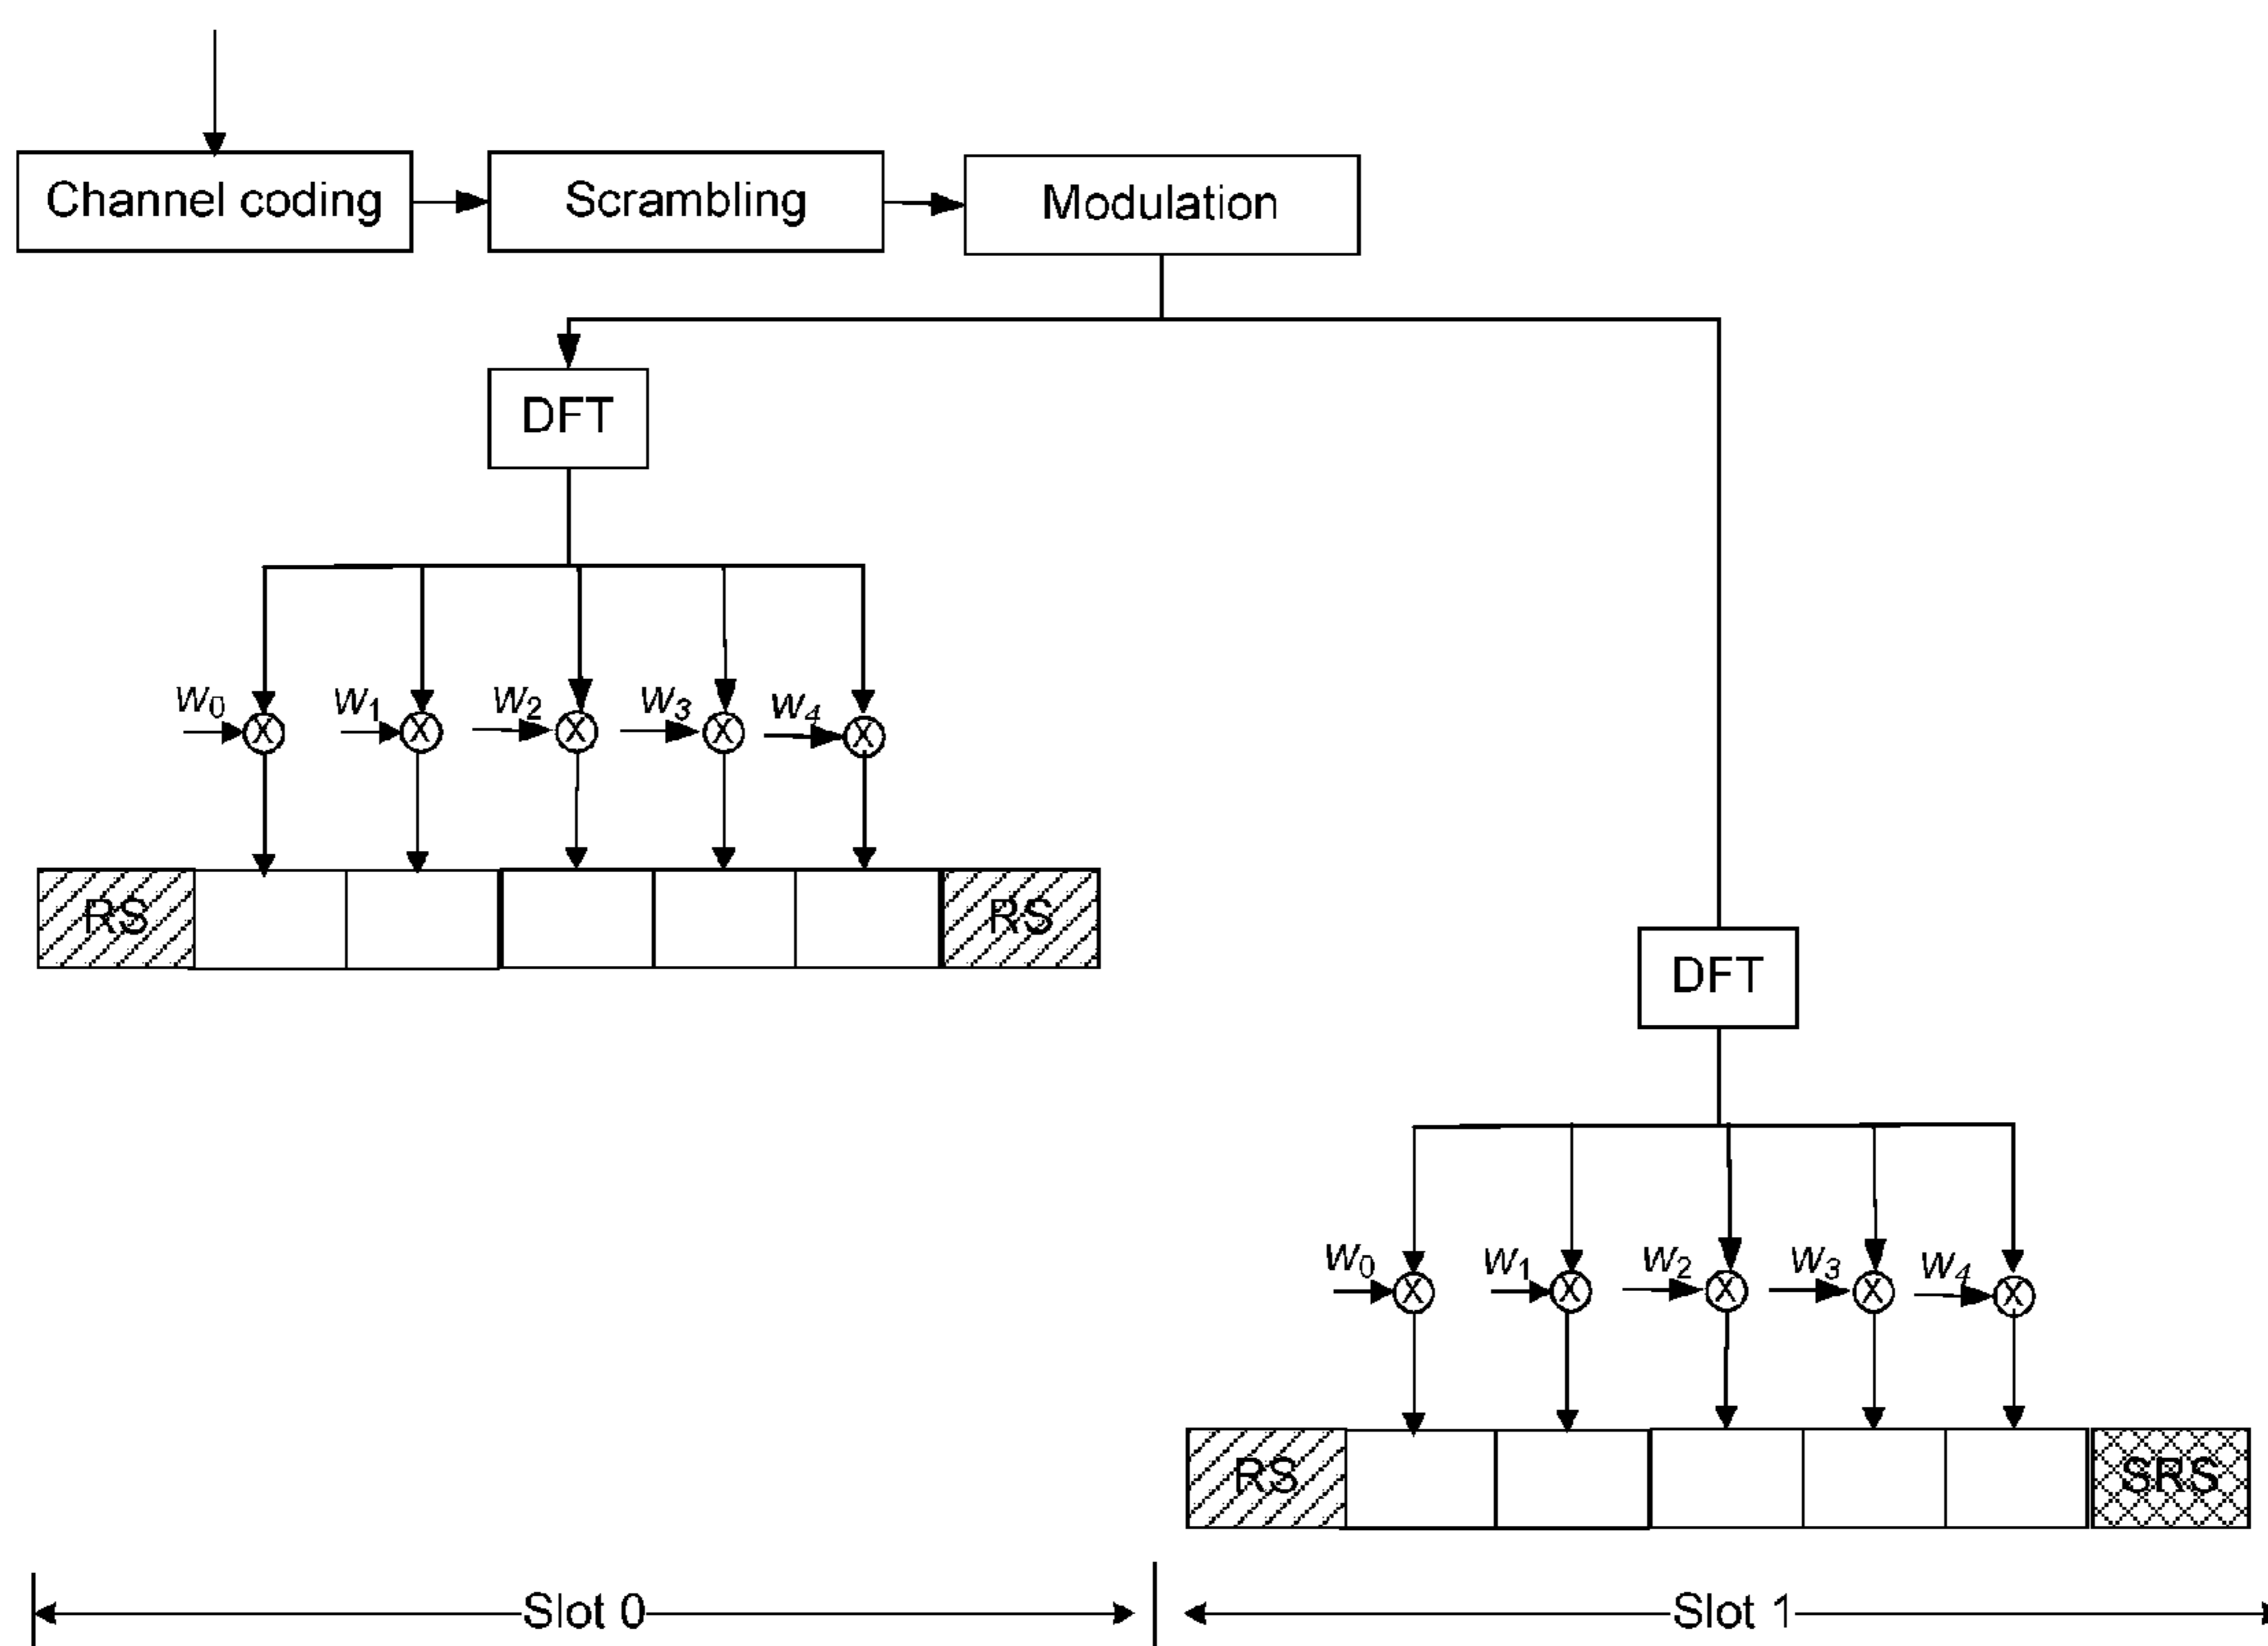 Channel coding
Scrambling
Modulation
DFT
w0 w1 w2 w3 w4
X X X X X
RS RS
DFT
w0 w1 w2 w3 w4
X X X X X
RS SRS
Slot 0 Slot 1